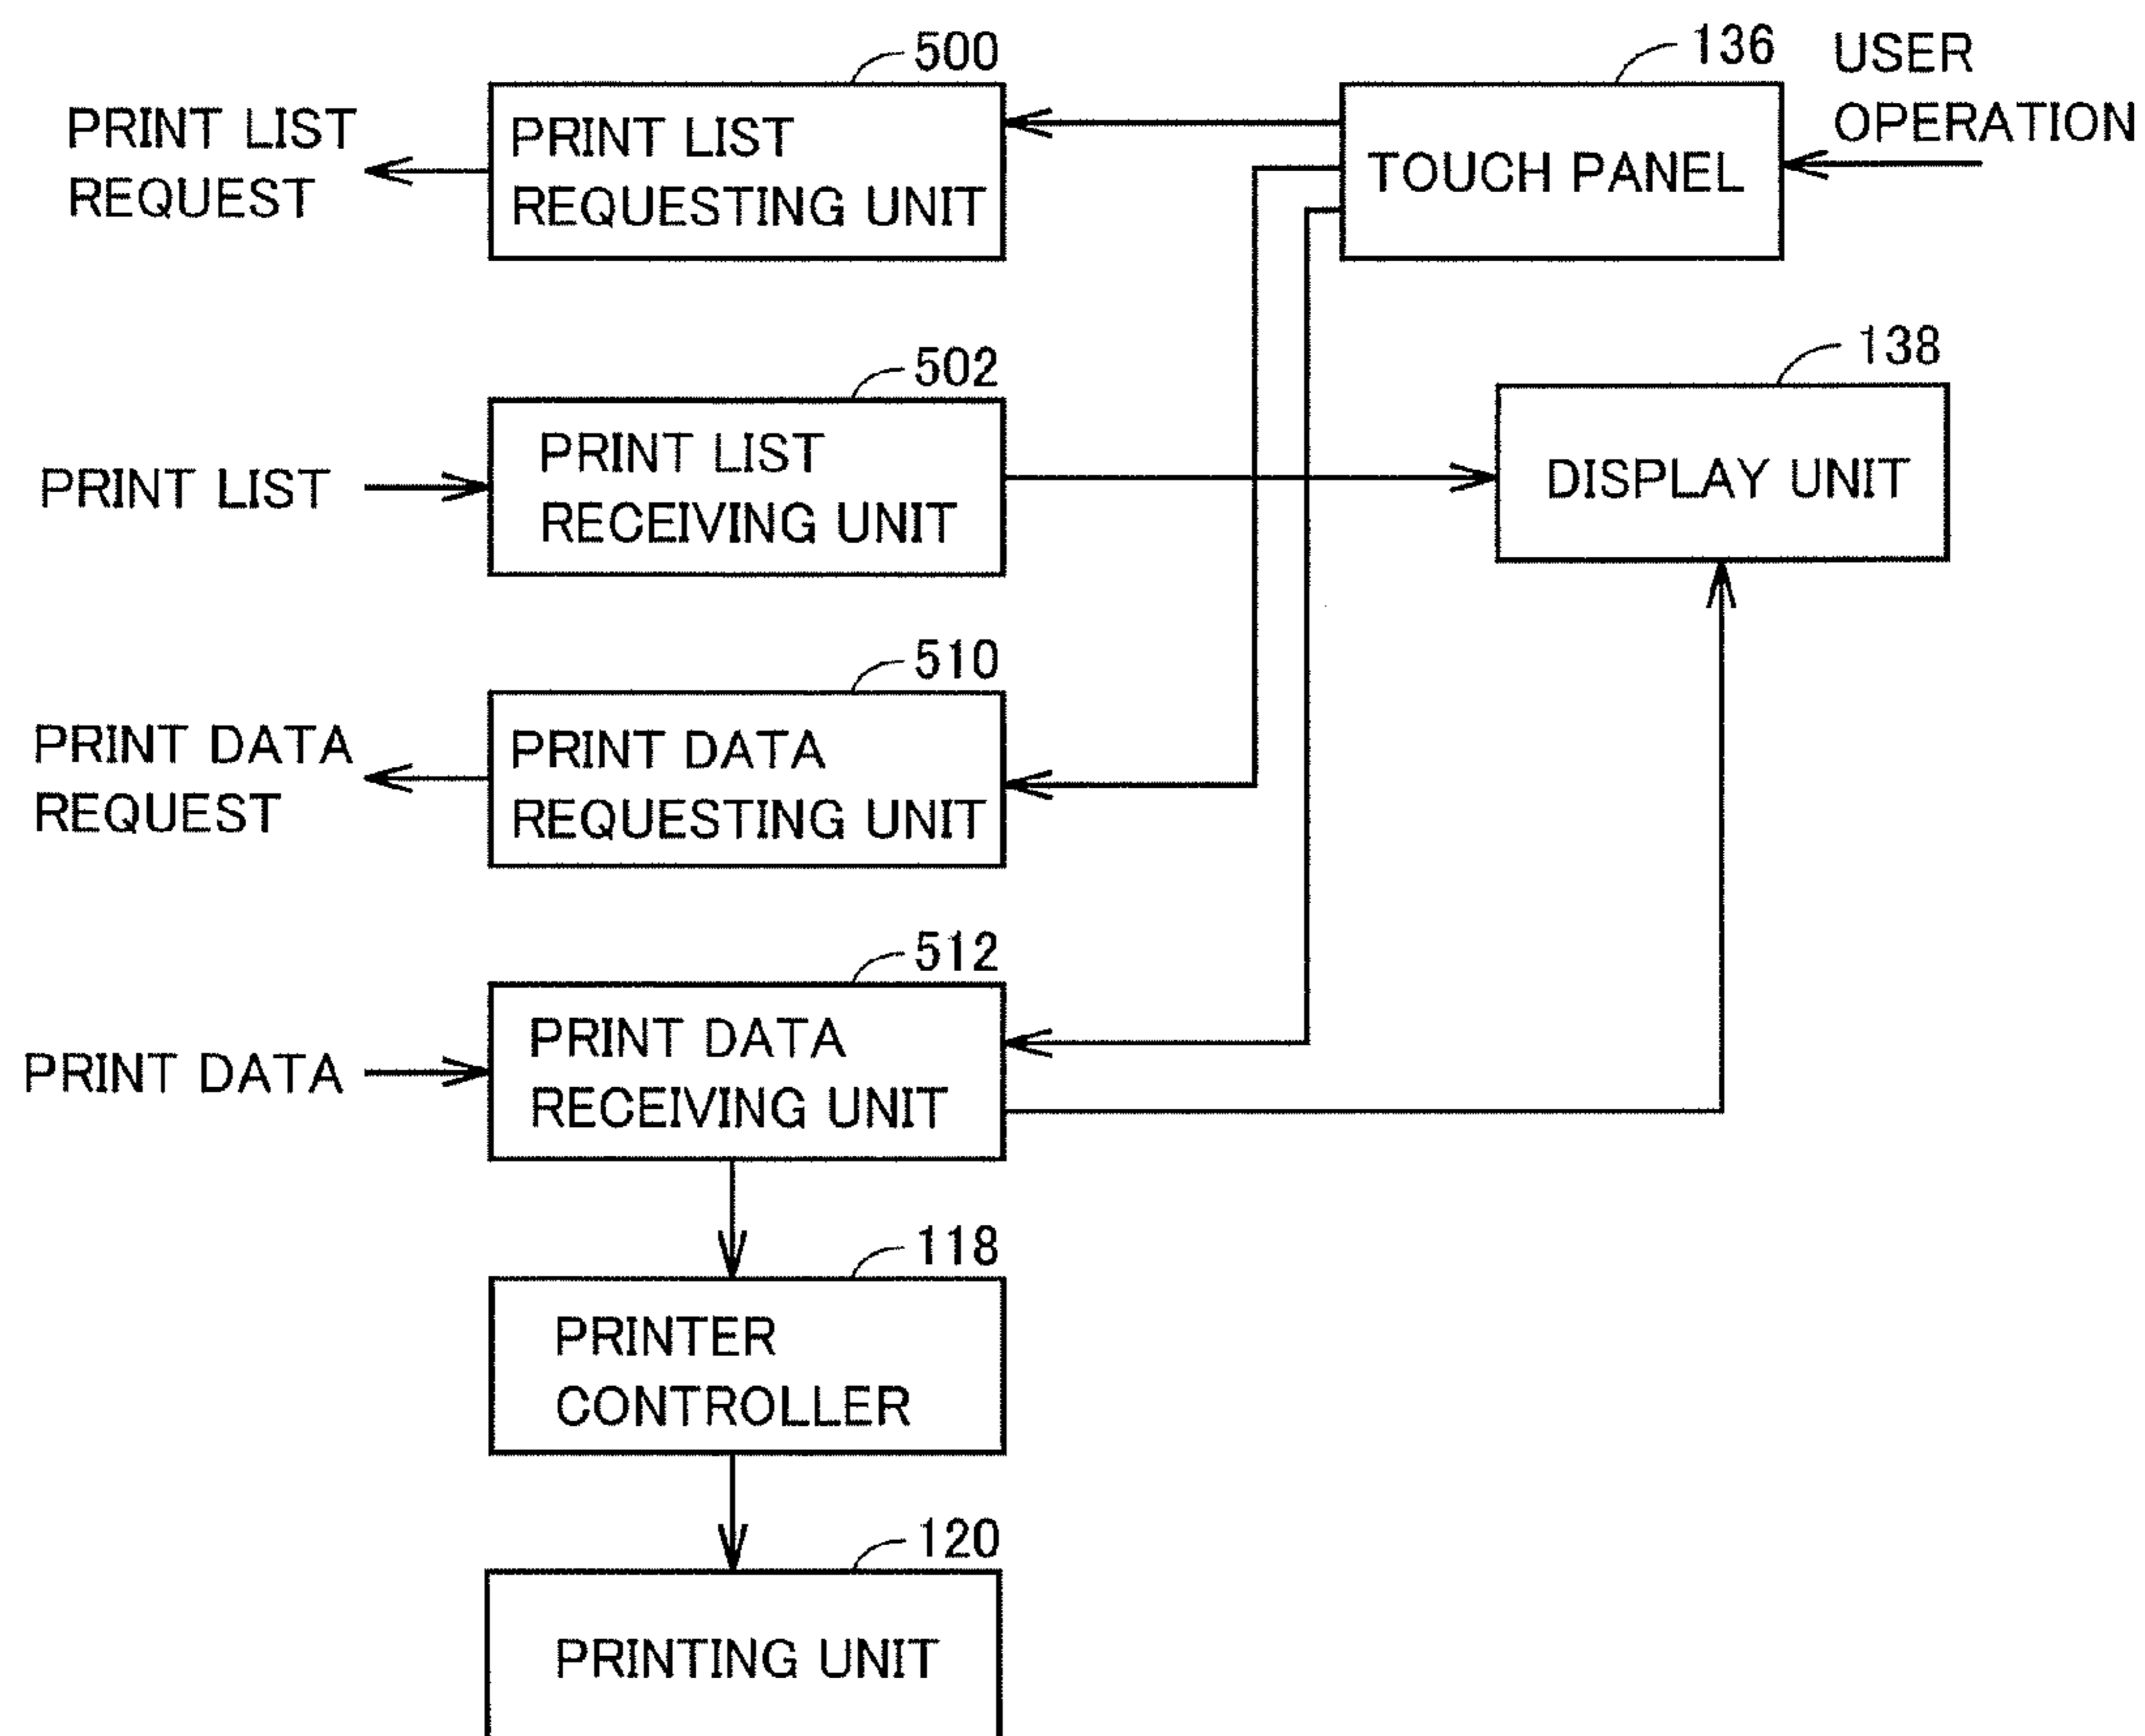 500
136
USER
OPERATION
PRINT LIST
REQUEST
PRINT LIST
REQUESTING UNIT
TOUCH PANEL
502
138
PRINT LIST
PRINT LIST
RECEIVING UNIT
DISPLAY UNIT
510
PRINT DATA
REQUEST
PRINT DATA
REQUESTING UNIT
512
PRINT DATA
PRINT DATA
RECEIVING UNIT
118
PRINTER
CONTROLLER
120
PRINTING UNIT